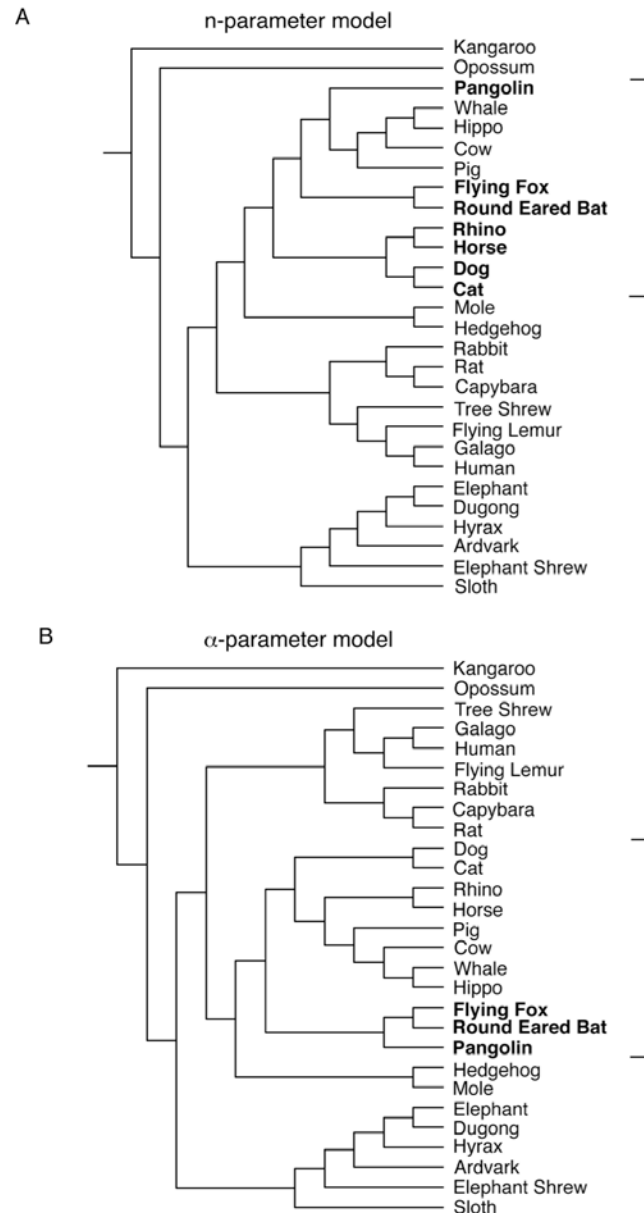 A
n-parameter model
Kangaroo
Opossum
Pangolin
Whale
Hippo
Cow
Pig
Flying Fox
Round Eared Bat
Rhino
Horse
Dog
Cat
Mole
Hedgehog
Rabbit
Rat
Capybara
Tree Shrew
Flying Lemur
Galago
Human
Elephant
Dugong
Hyrax
Ardvark
Elephant Shrew
Sloth
B
α-parameter model
Kangaroo
Opossum
Tree Shrew
Galago
Human
Flying Lemur
Rabbit
Capybara
Rat
Dog
Cat
Rhino
Horse
Pig
Cow
Whale
Hippo
Flying Fox
Round Eared Bat
Pangolin
Hedgehog
Mole
Elephant
Dugong
Hyrax
Ardvark
Elephant Shrew
Sloth